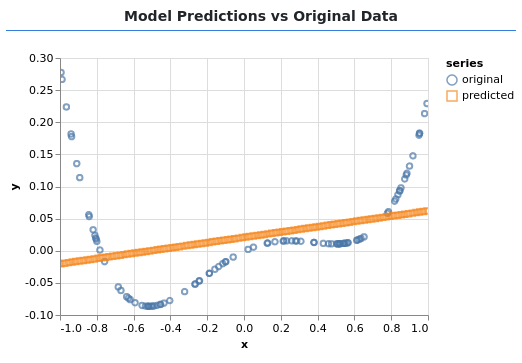 Model Predictions vs Original Data
0.30
0.25
0.20
0.15
0.10
0.05
0.00
-0.05
-0.10
y
-1.0 -0.8 -0.6 -0.4 -0.2 0.0 0.2 0.4 0.6 0.8 1.0
x
series
original
predicted